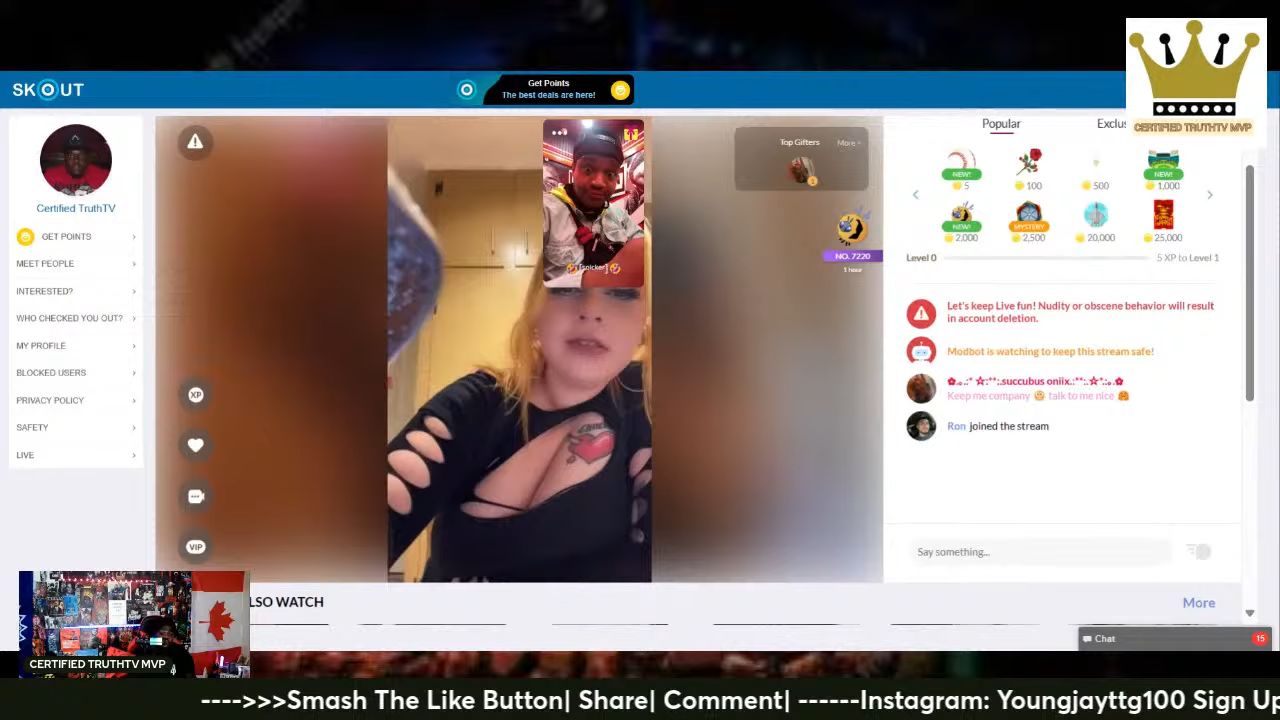 SKOUT
Get Points
The best deals are here!
CERTIFIED TRUTHTV MVP
Certified TruthTV
GET POINTS
MEET PEOPLE
INTERESTED?
WHO CHECKED YOU OUT?
MY PROFILE
BLOCKED USERS
PRIVACY POLICY
SAFETY
LIVE
XP
VIP
🤣 [snicker] 🤣
Top Gifters
More
NO. 7220
1 hour
Popular
Exclus
NEW!
5
100
500
NEW!
1,000
NEW!
2,000
MYSTERY
2,500
20,000
25,000
Level 0
5 XP to Level 1
Let's keep Live fun! Nudity or obscene behavior will result
in account deletion.
Modbot is watching to keep this stream safe!
✿.｡.:* ☆:**:.succubus oniix.:**:.☆*.:｡.✿
Keep me company 🥺 talk to me nice 🤗
Ron joined the stream
Say something...
LSO WATCH
More
Chat
15
CERTIFIED TRUTHTV MVP
---->>>Smash The Like Button| Share| Comment| ------Instagram: Youngjayttg100 Sign Up